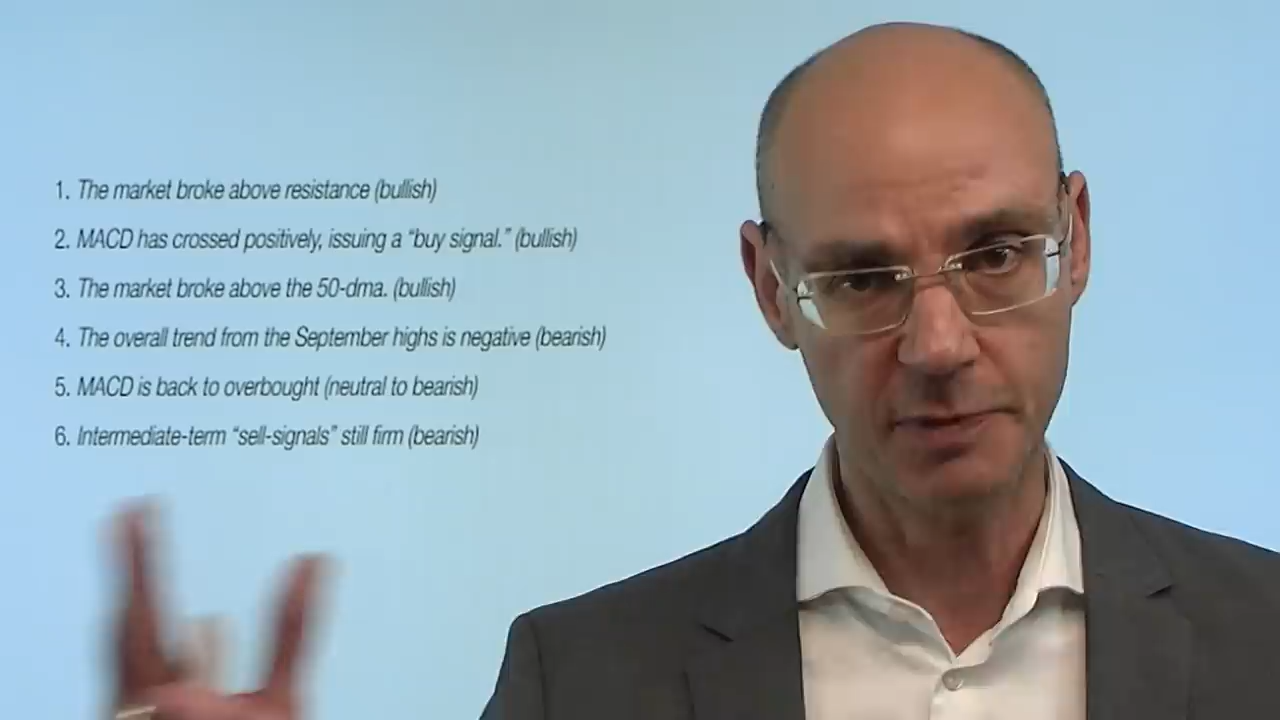 1. The market broke above resistance (bullish)
2. MACD has crossed positively, issuing a “buy signal.” (bullish)
3. The market broke above the 50-dma. (bullish)
4. The overall trend from the September highs is negative (bearish)
5. MACD is back to overbought (neutral to bearish)
6. Intermediate-term “sell-signals” still firm (bearish)